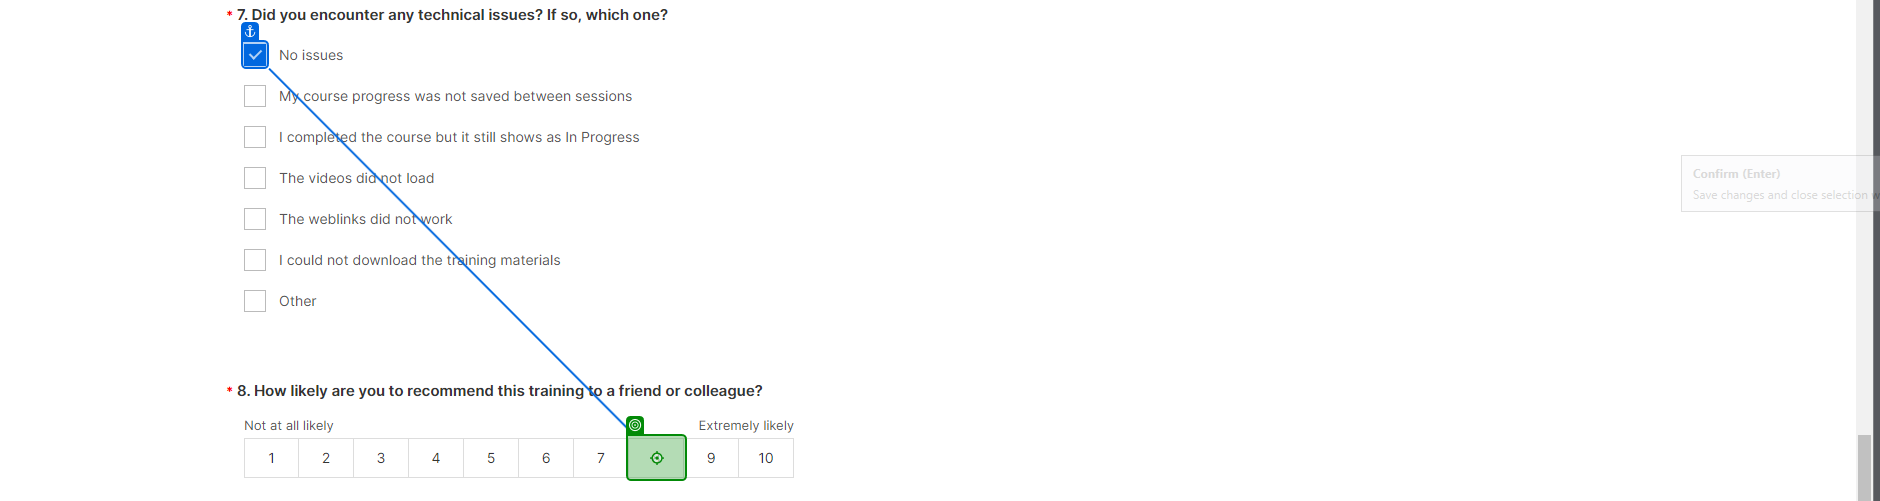 * 7. Did you encounter any technical issues? If so, which one?
No issues
My course progress was not saved between sessions
I completed the course but it still shows as In Progress
The videos did not load
The weblinks did not work
I could not download the training materials
Other
Confirm (Enter)
Save changes and close selection w
* 8. How likely are you to recommend this training to a friend or colleague?
Not at all likely Extremely likely
1 2 3 4 5 6 7 9 10